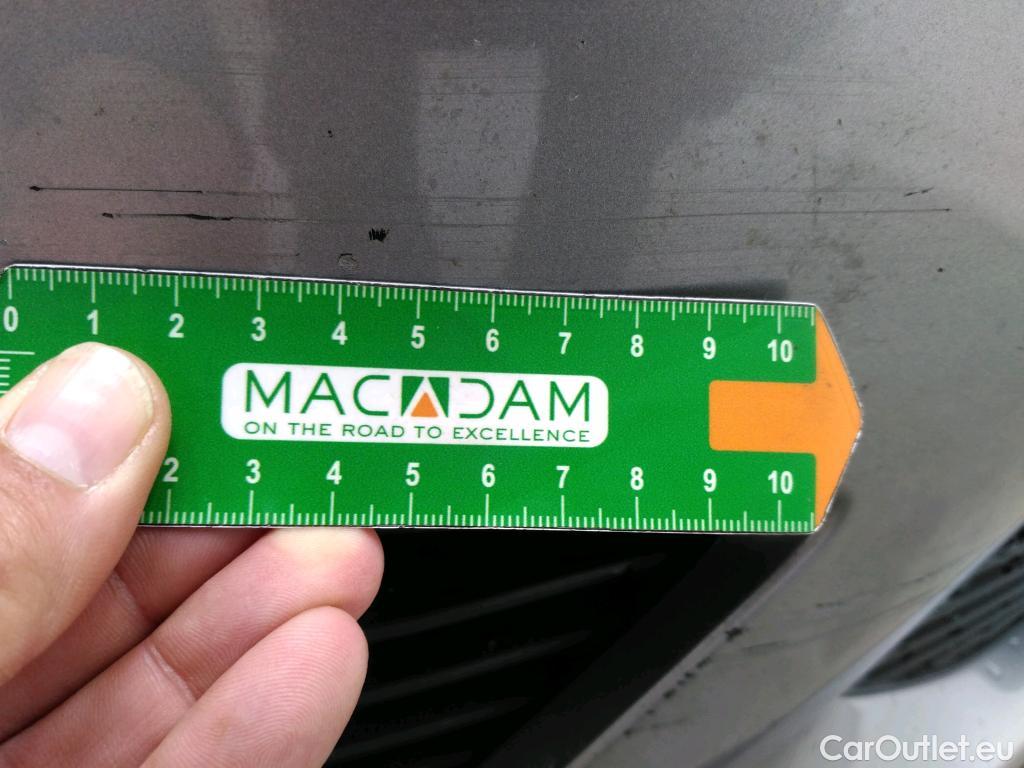 0 1 2 3 4 5 6 7 8 9 10
MACADAM
ON THE ROAD TO EXCELLENCE
2 3 4 5 6 7 8 9 10
CarOutlet.eu